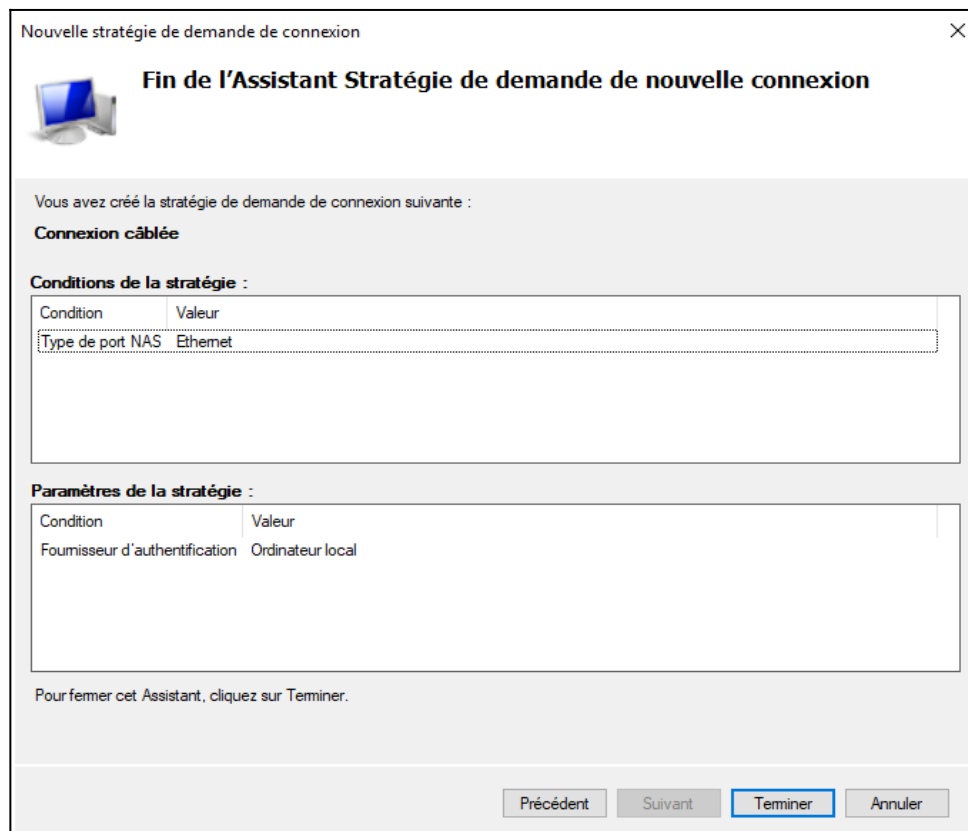 Nouvelle stratégie de demande de connexion
Fin de l'Assistant Stratégie de demande de nouvelle connexion
Vous avez créé la stratégie de demande de connexion suivante :
Connexion câblée
Conditions de la stratégie :
Condition Valeur
Type de port NAS Ethernet
Paramètres de la stratégie :
Condition Valeur
Fournisseur d'authentification Ordinateur local
Pour fermer cet Assistant, cliquez sur Terminer.
Précédent Suivant Terminer Annuler